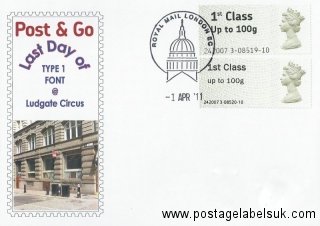 Post & Go
Last Day of
TYPE 1
FONT
@
Ludgate Circus
ROYAL MAIL LONDON EC
-1 APR '11
1st Class
Up to 100g
242007 3-08519-10
1st Class
up to 100g
242007 3-08520-10
www.postagelabelsuk.com